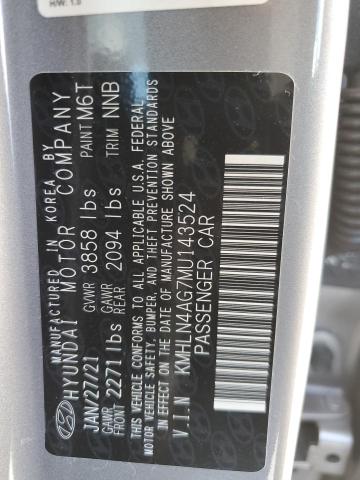 H/W: 1.0
MANUFACTURED IN KOREA BY
HYUNDAI MOTOR COMPANY
JAN/27/21 GVWR 3858 lbs PAINT M6T
GAWR FRONT 2271 lbs GAWR REAR 2094 lbs TRIM NNB
THIS VEHICLE CONFORMS TO ALL APPLICABLE U.S.A. FEDERAL
MOTOR VEHICLE SAFETY, BUMPER, AND THEFT PREVENTION STANDARDS
IN EFFECT ON THE DATE OF MANUFACTURE SHOWN ABOVE
V.I.N KMHLN4AG7MU143524
PASSENGER CAR